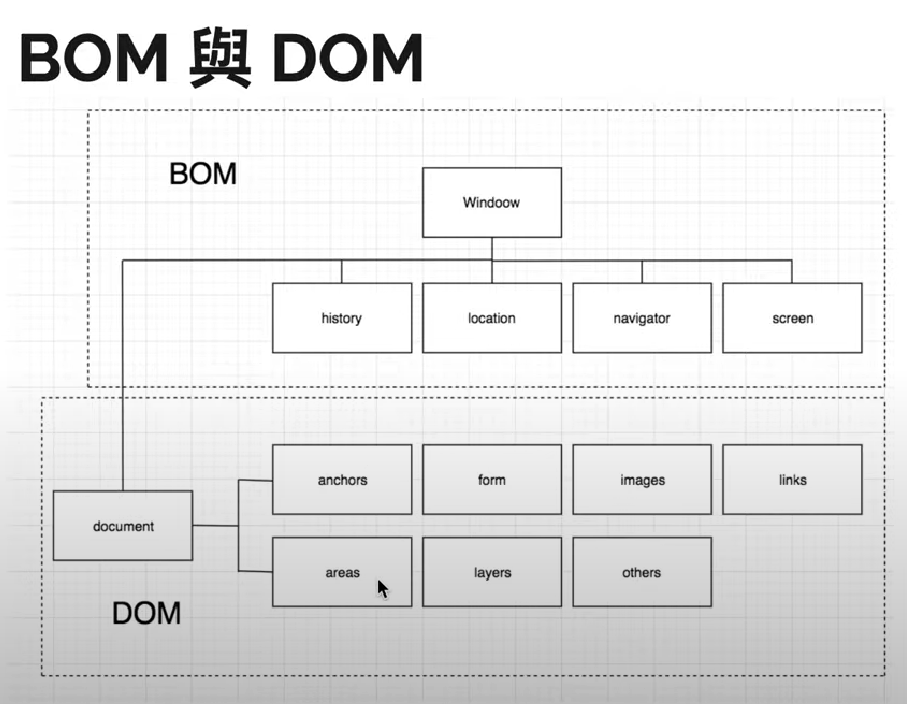 BOM 與 DOM
BOM
Windoow
history
location
navigator
screen
anchors
form
images
links
document
areas
layers
others
DOM